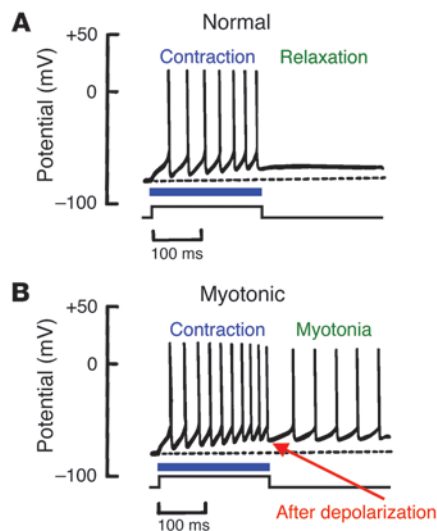 A
Normal
+50
Contraction
Relaxation
0
Potential (mV)
−100
100 ms
B
Myotonic
+50
Contraction
Myotonia
0
Potential (mV)
−100
After depolarization
100 ms